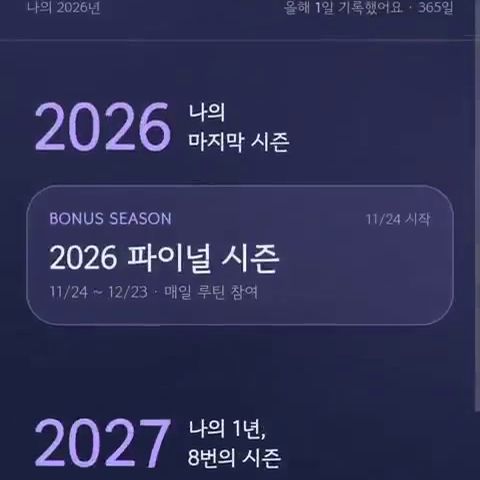 나의 2026년
올해 1일 기록했어요 · 365일
2026
나의
마지막 시즌
BONUS SEASON
11/24 시작
2026 파이널 시즌
11/24 ~ 12/23 · 매일 루틴 참여
2027
나의 1년,
8번의 시즌